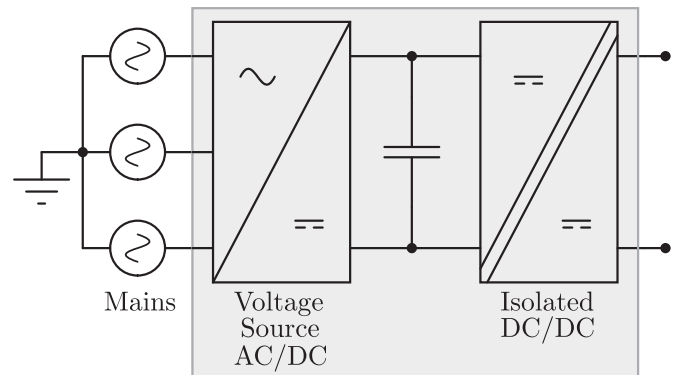 Mains
Voltage
Source
AC/DC
Isolated
DC/DC